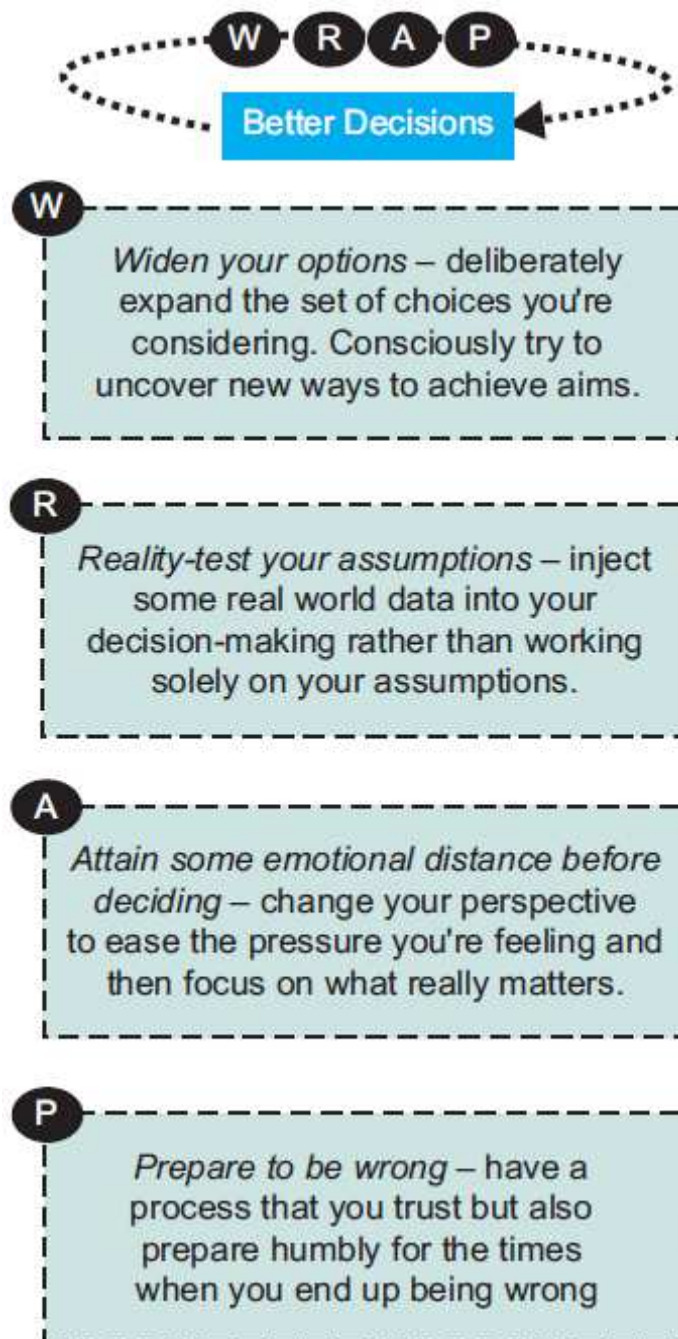 W R A P
Better Decisions
W
Widen your options – deliberately
expand the set of choices you're
considering. Consciously try to
uncover new ways to achieve aims.
R
Reality-test your assumptions – inject
some real world data into your
decision-making rather than working
solely on your assumptions.
A
Attain some emotional distance before
deciding – change your perspective
to ease the pressure you're feeling and
then focus on what really matters.
P
Prepare to be wrong – have a
process that you trust but also
prepare humbly for the times
when you end up being wrong